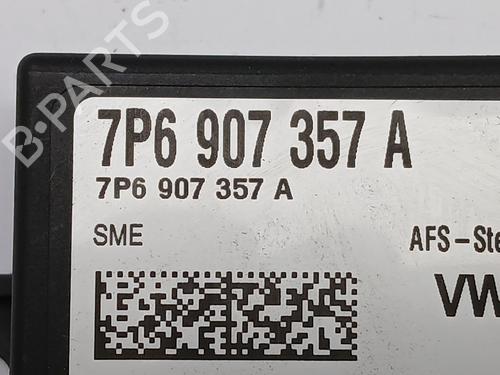 B-PARTS
7P6 907 357 A
7P6 907 357 A
SME
AFS-Ste
VW